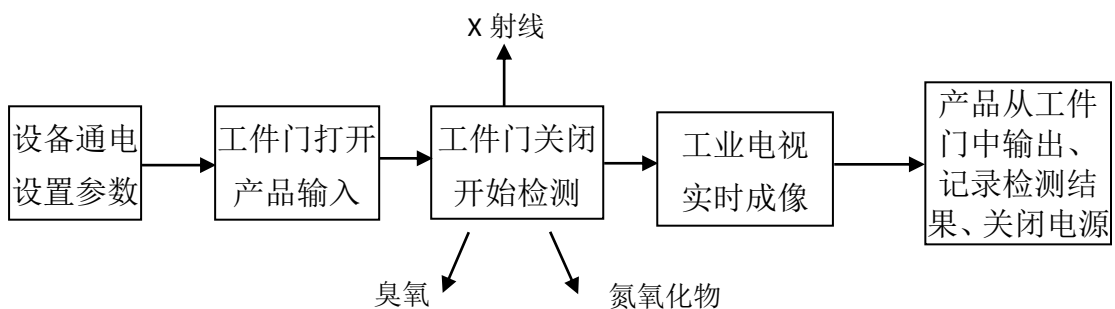 X 射线
设备通电
设置参数
工件门打开
产品输入
工件门关闭
开始检测
工业电视
实时成像
产品从工件
门中输出、
记录检测结
果、关闭电源
臭氧
氮氧化物